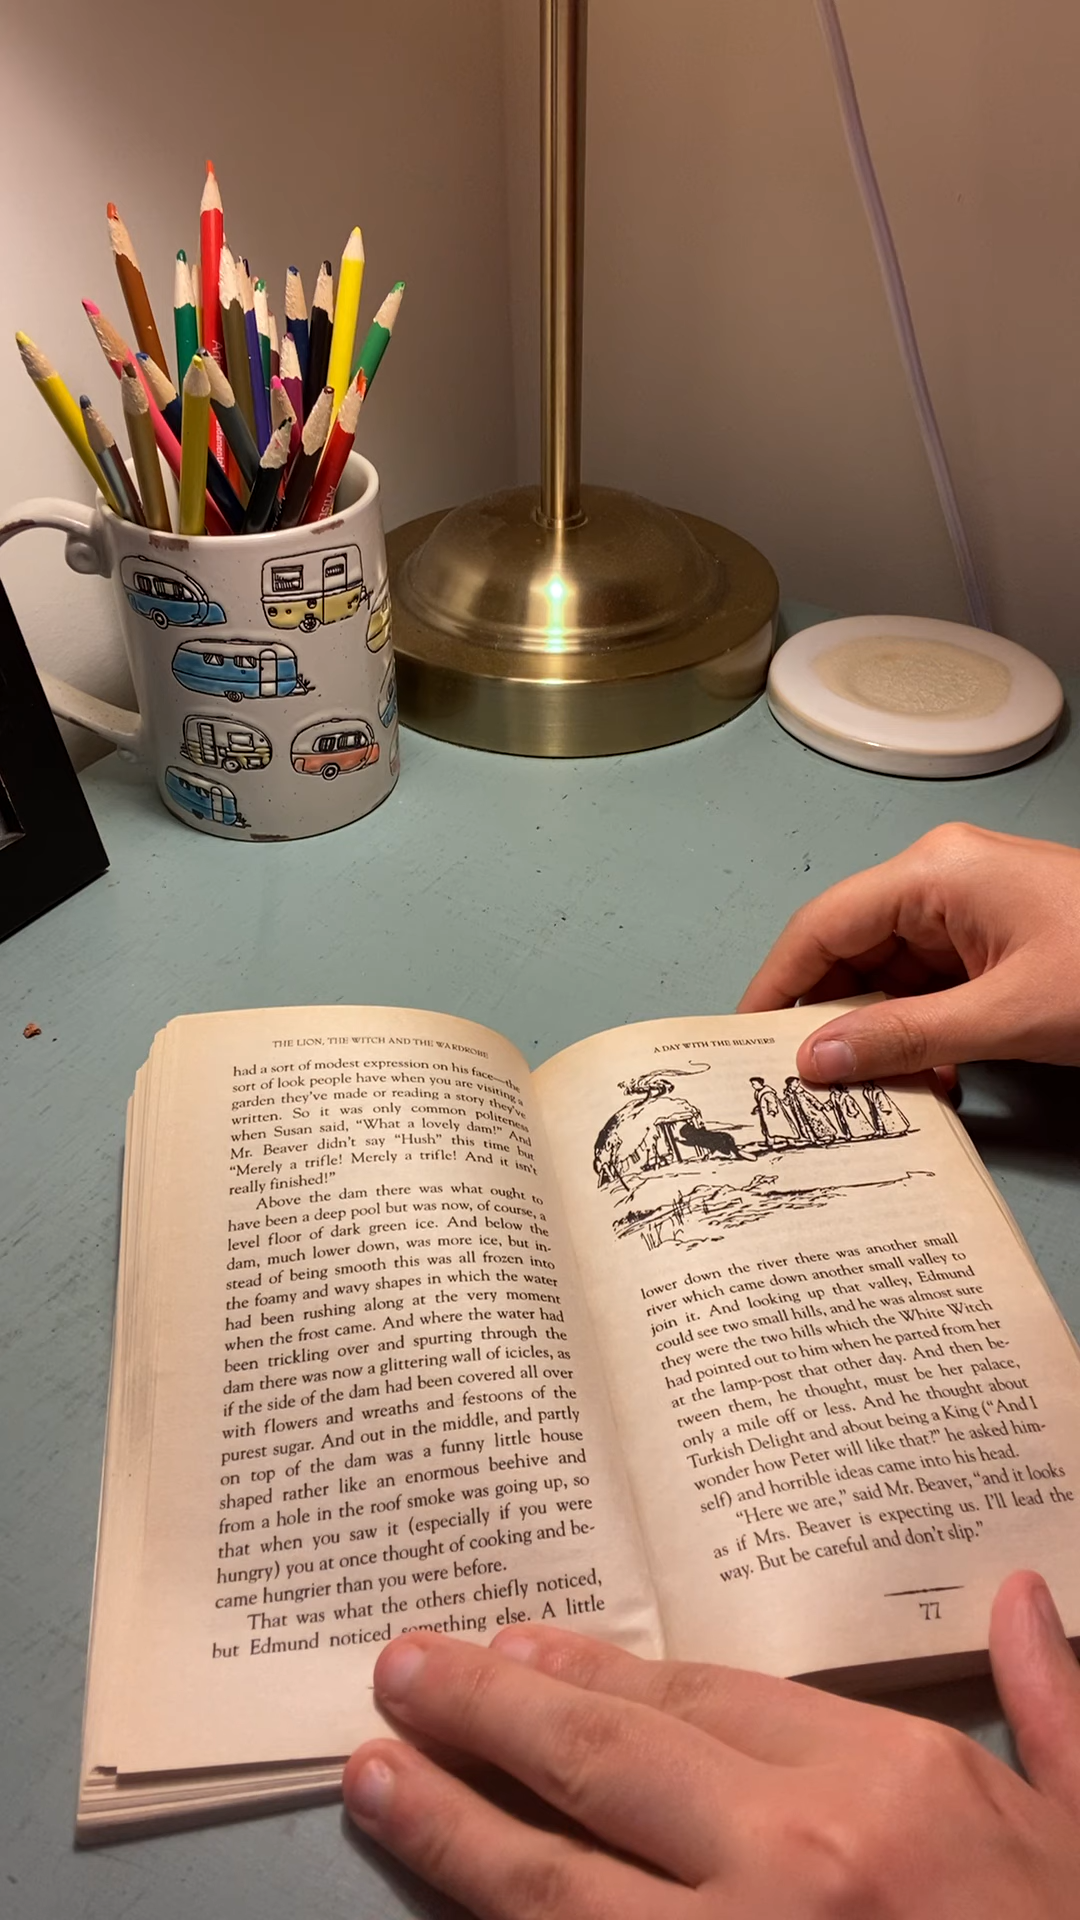 THE LION, THE WITCH AND THE WARDROBE
had a sort of modest expression on his face—the
sort of look people have when you are visiting a
garden they've made or reading a story they've
written. So it was only common politeness
when Susan said, "What a lovely dam!" And
Mr. Beaver didn't say "Hush" this time but
"Merely a trifle! Merely a trifle! And it isn't
really finished!"
Above the dam there was what ought to
have been a deep pool but was now, of course, a
level floor of dark green ice. And below the
dam, much lower down, was more ice, but in-
stead of being smooth this was all frozen into
the foamy and wavy shapes in which the water
had been rushing along at the very moment
when the frost came. And where the water had
been trickling over and spurting through the
dam there was now a glittering wall of icicles, as
if the side of the dam had been covered all over
with flowers and wreaths and festoons of the
purest sugar. And out in the middle, and partly
on top of the dam was a funny little house
shaped rather like an enormous beehive and
from a hole in the roof smoke was going up, so
that when you saw it (especially if you were
hungry) you at once thought of cooking and be-
came hungrier than you were before.
That was what the others chiefly noticed,
but Edmund noticed something else. A little
A DAY WITH THE BEAVERS
lower down the river there was another small
river which came down another small valley to
join it. And looking up that valley, Edmund
could see two small hills, and he was almost sure
they were the two hills which the White Witch
had pointed out to him when he parted from her
at the lamp-post that other day. And then be-
tween them, he thought, must be her palace,
only a mile off or less. And he thought about
Turkish Delight and about being a King ("And I
wonder how Peter will like that?" he asked him-
self) and horrible ideas came into his head.
"Here we are," said Mr. Beaver, "and it looks
as if Mrs. Beaver is expecting us. I'll lead the
way. But be careful and don't slip."
77